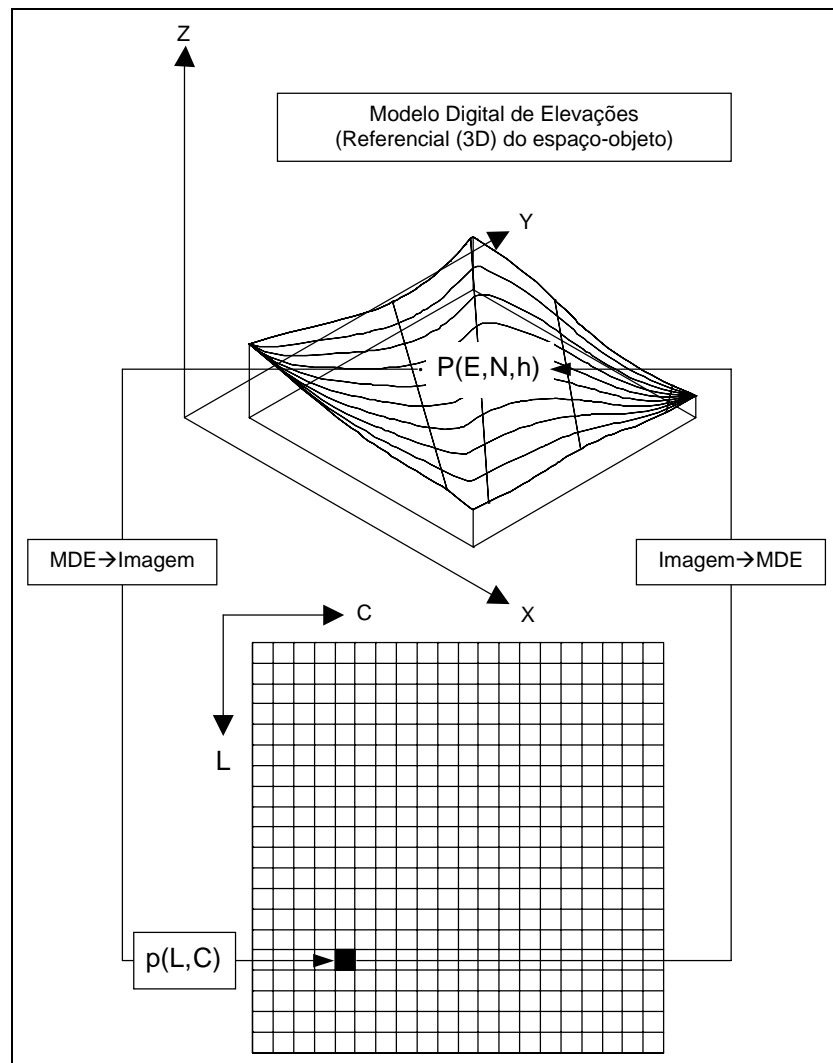 Z
Modelo Digital de Elevações
(Referencial (3D) do espaço-objeto)
Y
P(E,N,h)
MDE→Imagem
Imagem→MDE
X
C
L
p(L,C)